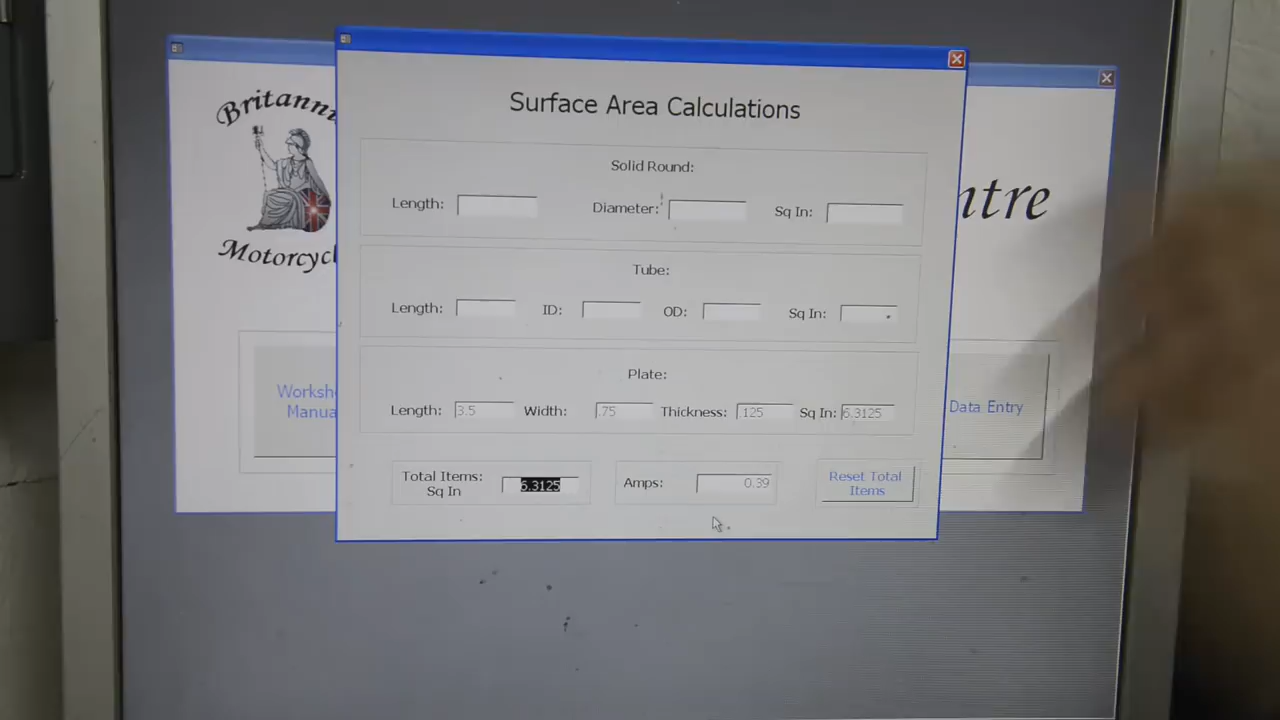 Britanni
Motorcycl
ntre
Surface Area Calculations
Solid Round:
Length:
Diameter:
Sq In:
Tube:
Length:
ID:
OD:
Sq In:
Plate:
Length: 3.5 Width: .75 Thickness: .125 Sq In: 6.3125
Total Items:
Sq In
6.3125
Amps: 0.39
Reset Total
Items
Worksh
Manua
Data Entry